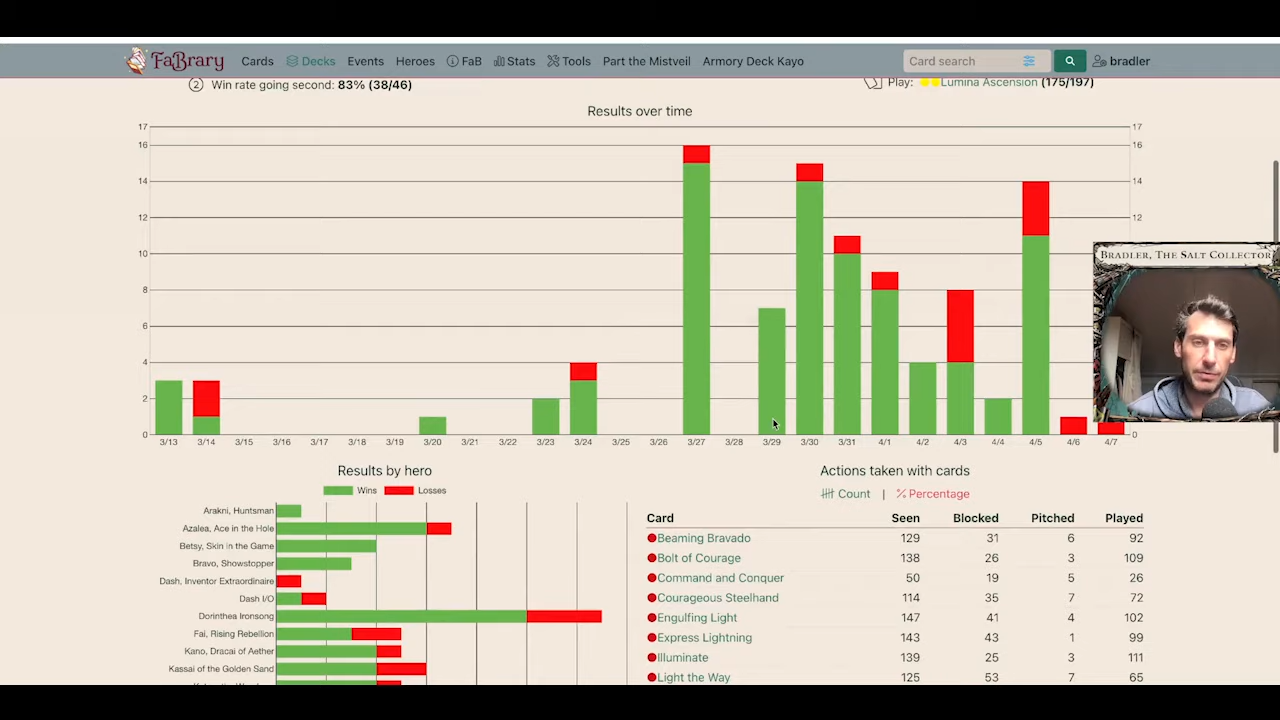 FaBrary Cards Decks Events Heroes FaB Stats Tools Part the Mistveil Armory Deck Kayo Card search bradler
2 Win rate going second: 83% (38/46)
Play: Lumina Ascension (175/197)
Results over time
17 17
16 16
14 14
12 12
10 10
8 8
6
4
2
0 0
3/13 3/14 3/15 3/16 3/17 3/18 3/19 3/20 3/21 3/22 3/23 3/24 3/25 3/26 3/27 3/28 3/29 3/30 3/31 4/1 4/2 4/3 4/4 4/5 4/6 4/7
BRADLER, THE SALT COLLECTOR
Results by hero
Wins Losses
Arakni, Huntsman
Azalea, Ace in the Hole
Betsy, Skin in the Game
Bravo, Showstopper
Dash, Inventor Extraordinaire
Dash I/O
Dorinthea Ironsong
Fai, Rising Rebellion
Kano, Dracai of Aether
Kassai of the Golden Sand
Actions taken with cards
Count | Percentage
Card Seen Blocked Pitched Played
Beaming Bravado 129 31 6 92
Bolt of Courage 138 26 3 109
Command and Conquer 50 19 5 26
Courageous Steelhand 114 35 7 72
Engulfing Light 147 41 4 102
Express Lightning 143 43 1 99
Illuminate 139 25 3 111
Light the Way 125 53 7 65